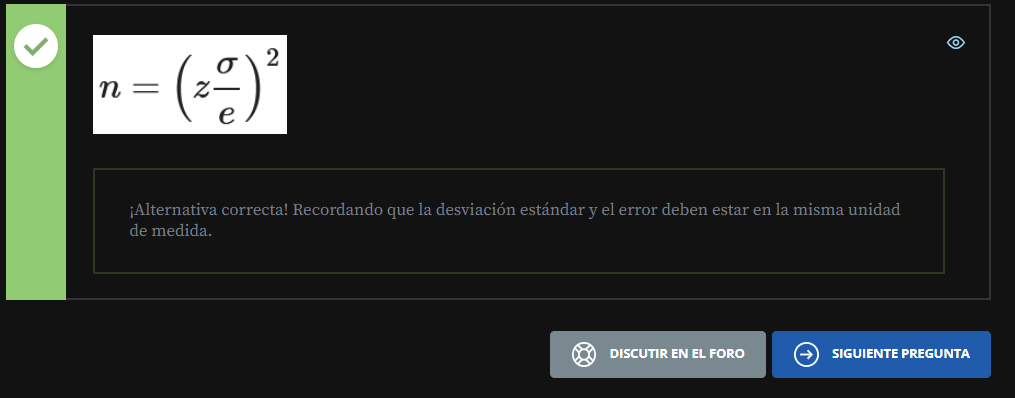 n = (z σ/e)²
¡Alternativa correcta! Recordando que la desviación estándar y el error deben estar en la misma unidad
de medida.
DISCUTIR EN EL FORO
SIGUIENTE PREGUNTA